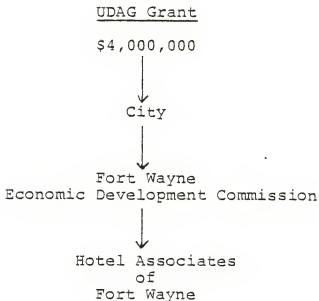 UDAG Grant
$4,000,000
City
Fort Wayne
Economic Development Commission
Hotel Associates
of
Fort Wayne